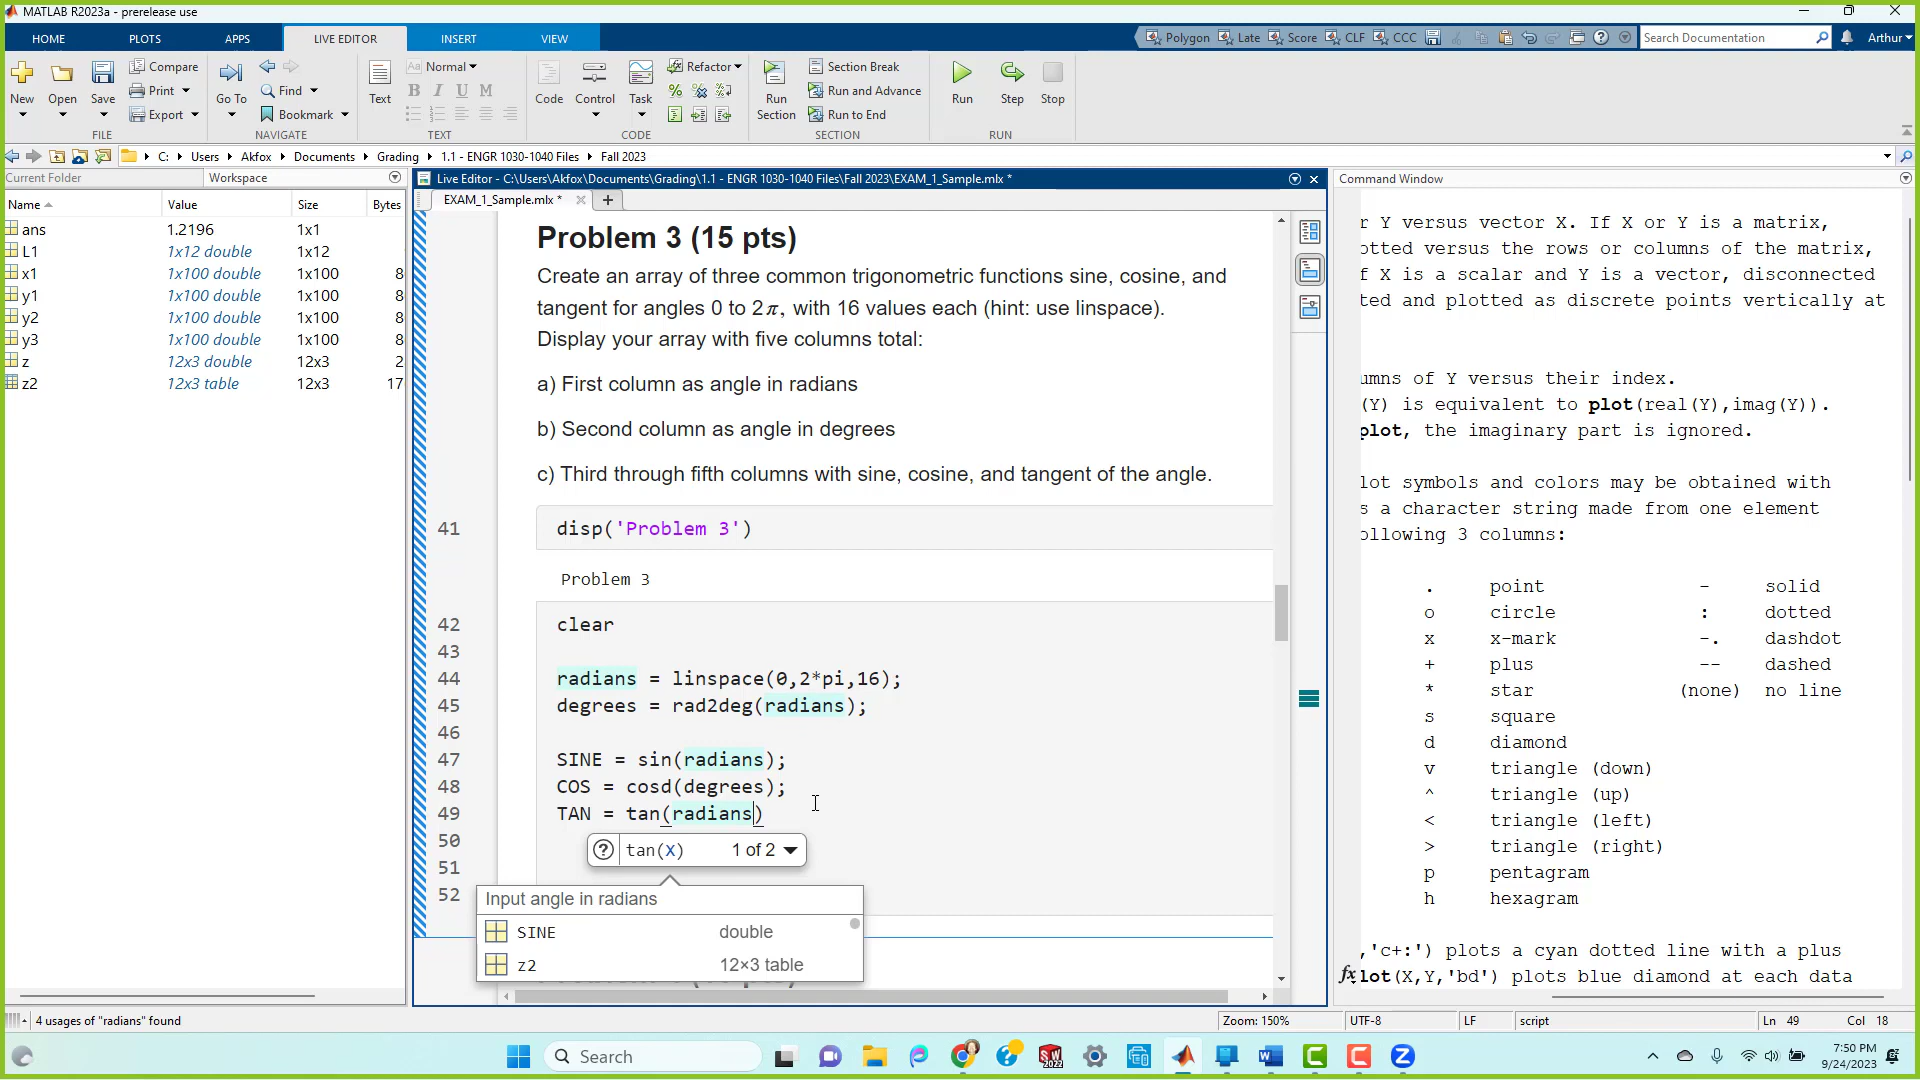 MATLAB R2023a - prerelease use
HOME
PLOTS
APPS
LIVE EDITOR
INSERT
VIEW
Polygon
Late
Score
CLF
CCC
Search Documentation
Arthur
New
Open
Save
Compare
Print
Export
FILE
Go To
Find
Bookmark
NAVIGATE
Text
Aa Normal
B I U M
TEXT
Code
Control
Task
Refactor
CODE
Run
Section
Section Break
Run and Advance
Run to End
SECTION
Run
Step
Stop
RUN
C: Users Akfox Documents Grading 1.1 - ENGR 1030-1040 Files Fall 2023
Current Folder
Workspace
Name Value Size Bytes
ans 1.2196 1x1
L1 1x12 double 1x12
x1 1x100 double 1x100 8
y1 1x100 double 1x100 8
y2 1x100 double 1x100 8
y3 1x100 double 1x100 8
z 12x3 double 12x3 2
z2 12x3 table 12x3 17
Live Editor - C:\Users\Akfox\Documents\Grading\1.1 - ENGR 1030-1040 Files\Fall 2023\EXAM_1_Sample.mlx *
EXAM_1_Sample.mlx *
Problem 3 (15 pts)
Create an array of three common trigonometric functions sine, cosine, and
tangent for angles 0 to 2π, with 16 values each (hint: use linspace).
Display your array with five columns total:
a) First column as angle in radians
b) Second column as angle in degrees
c) Third through fifth columns with sine, cosine, and tangent of the angle.
41 disp('Problem 3')
Problem 3
42 clear
43
44 radians = linspace(0,2*pi,16);
45 degrees = rad2deg(radians);
46
47 SINE = sin(radians);
48 COS = cosd(degrees);
49 TAN = tan(radians)
50
51
52
tan(X) 1 of 2
Input angle in radians
SINE double
z2 12×3 table
Command Window
r Y versus vector X. If X or Y is a matrix,
otted versus the rows or columns of the matrix,
f X is a scalar and Y is a vector, disconnected
ted and plotted as discrete points vertically at
umns of Y versus their index.
(Y) is equivalent to plot(real(Y),imag(Y)).
plot, the imaginary part is ignored.
lot symbols and colors may be obtained with
s a character string made from one element
ollowing 3 columns:
. point - solid
o circle : dotted
x x-mark -. dashdot
+ plus -- dashed
* star (none) no line
s square
d diamond
v triangle (down)
^ triangle (up)
< triangle (left)
> triangle (right)
p pentagram
h hexagram
,'c+:') plots a cyan dotted line with a plus
fx lot(X,Y,'bd') plots blue diamond at each data
4 usages of "radians" found
Zoom: 150%
UTF-8
LF
script
Ln 49 Col 18
Search
SW
2022
7:50 PM
9/24/2023